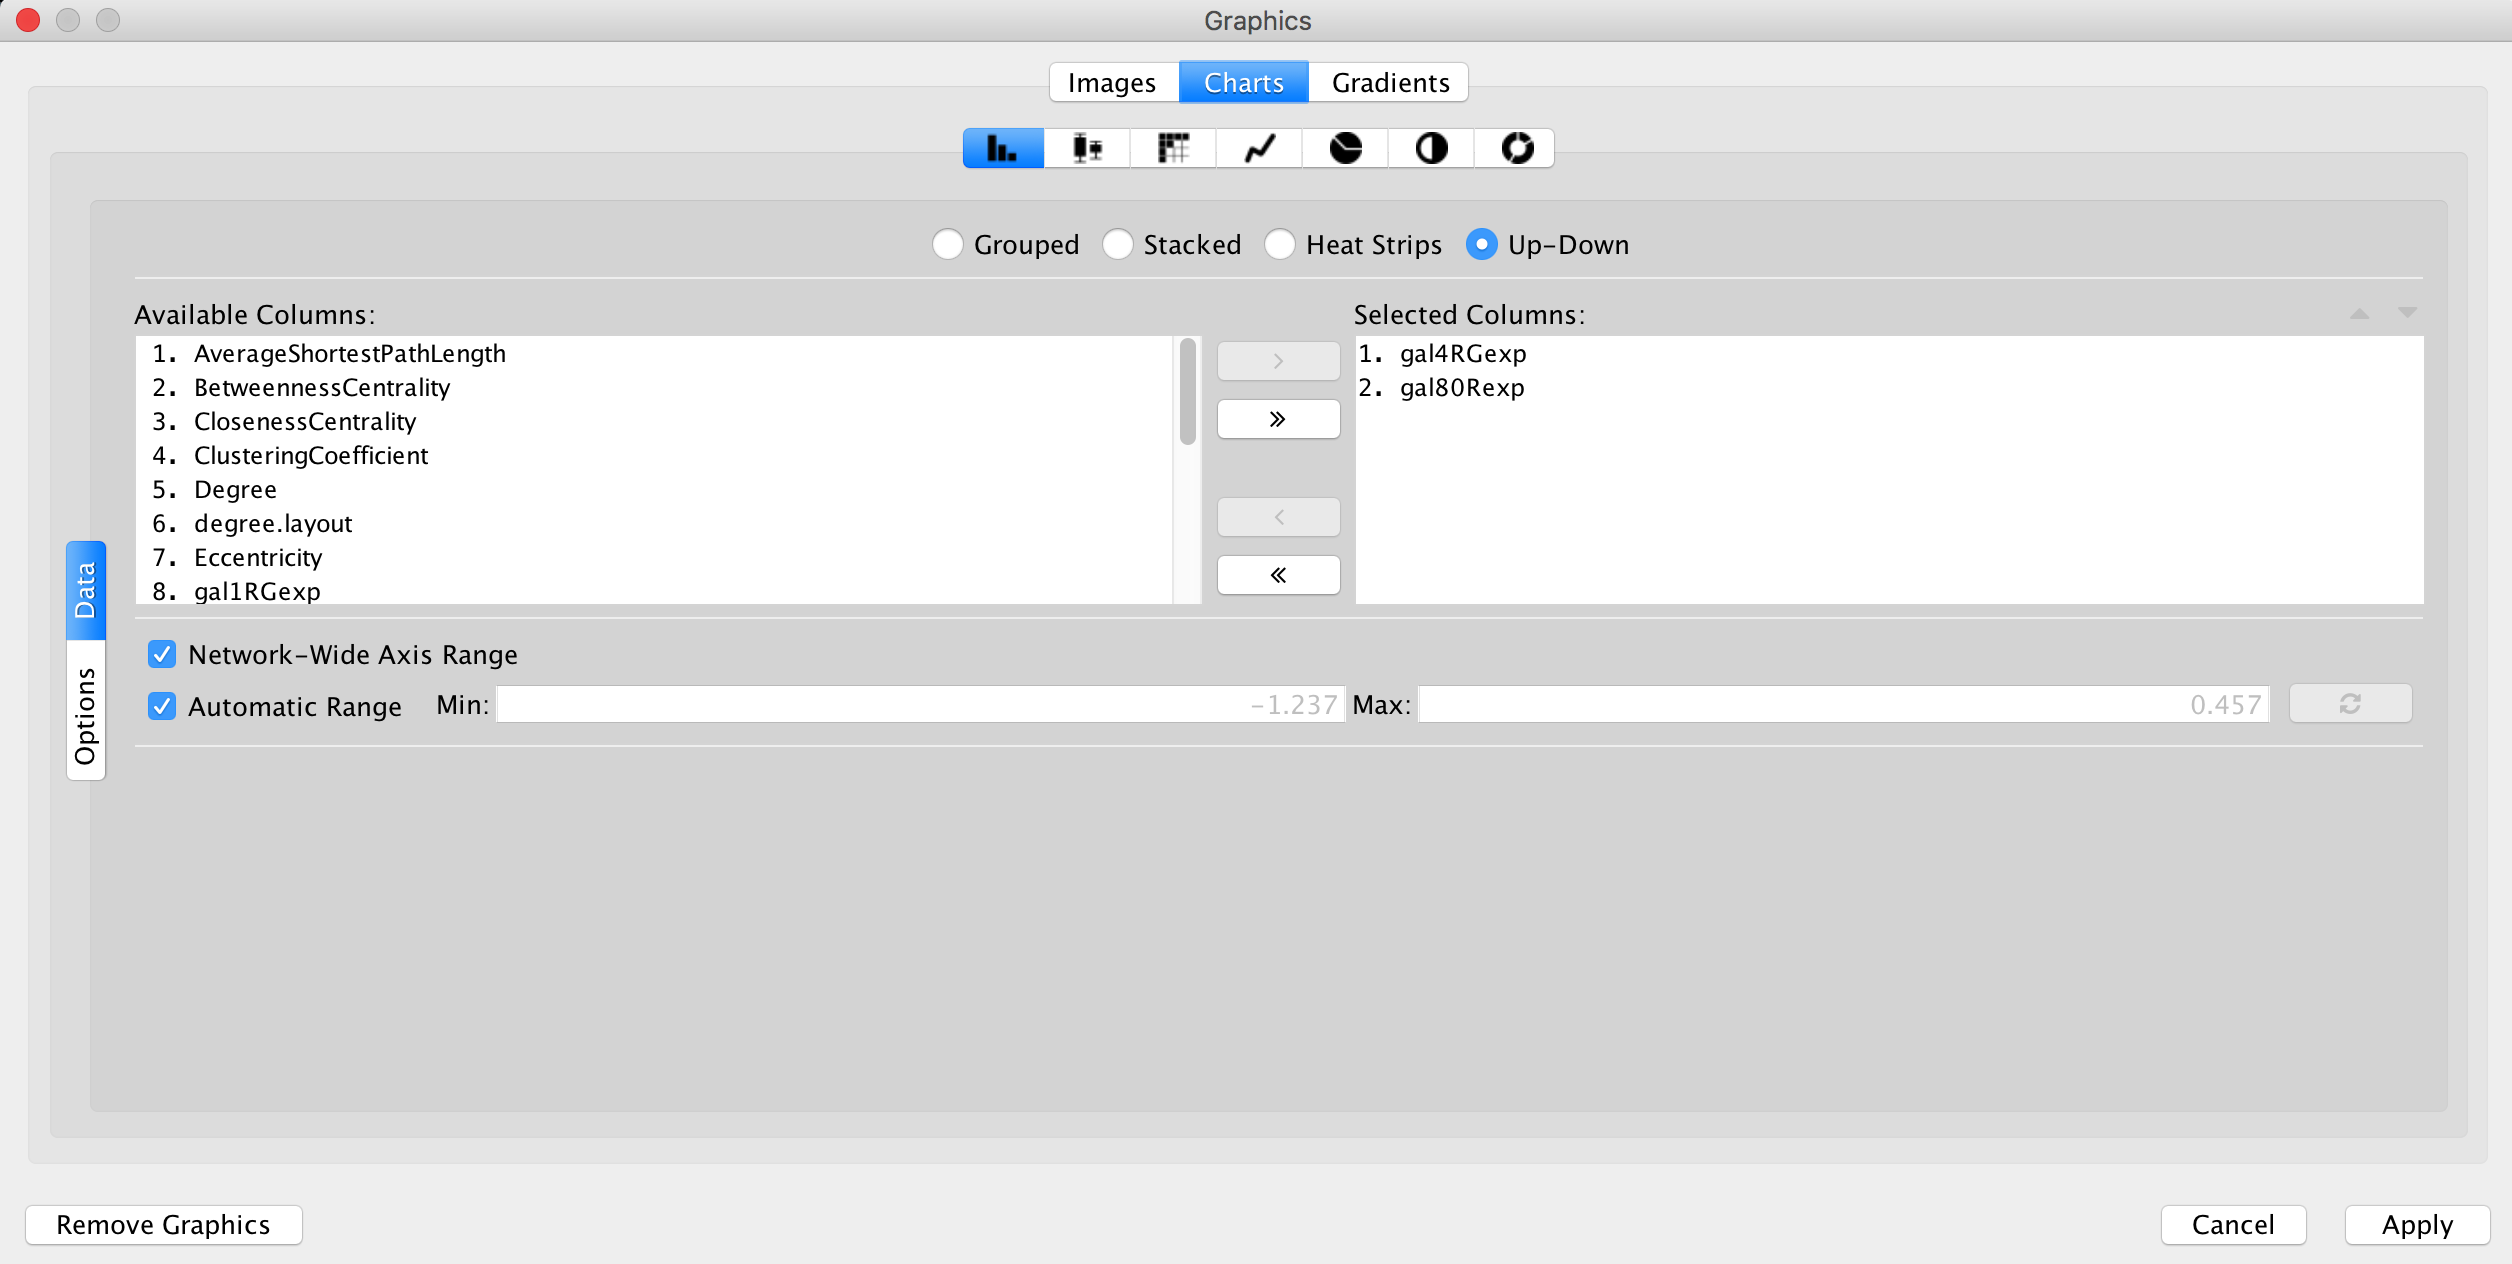 Graphics
Images Charts Gradients
Grouped Stacked Heat Strips Up-Down
Available Columns:
1. AverageShortestPathLength
2. BetweennessCentrality
3. ClosenessCentrality
4. ClusteringCoefficient
5. Degree
6. degree.layout
7. Eccentricity
8. gal1RGexp
> 
»
<
«
Selected Columns:
1. gal4RGexp
2. gal80Rexp
Data
Options
Network-Wide Axis Range
Automatic Range Min: -1.237 Max: 0.457
Remove Graphics Cancel Apply